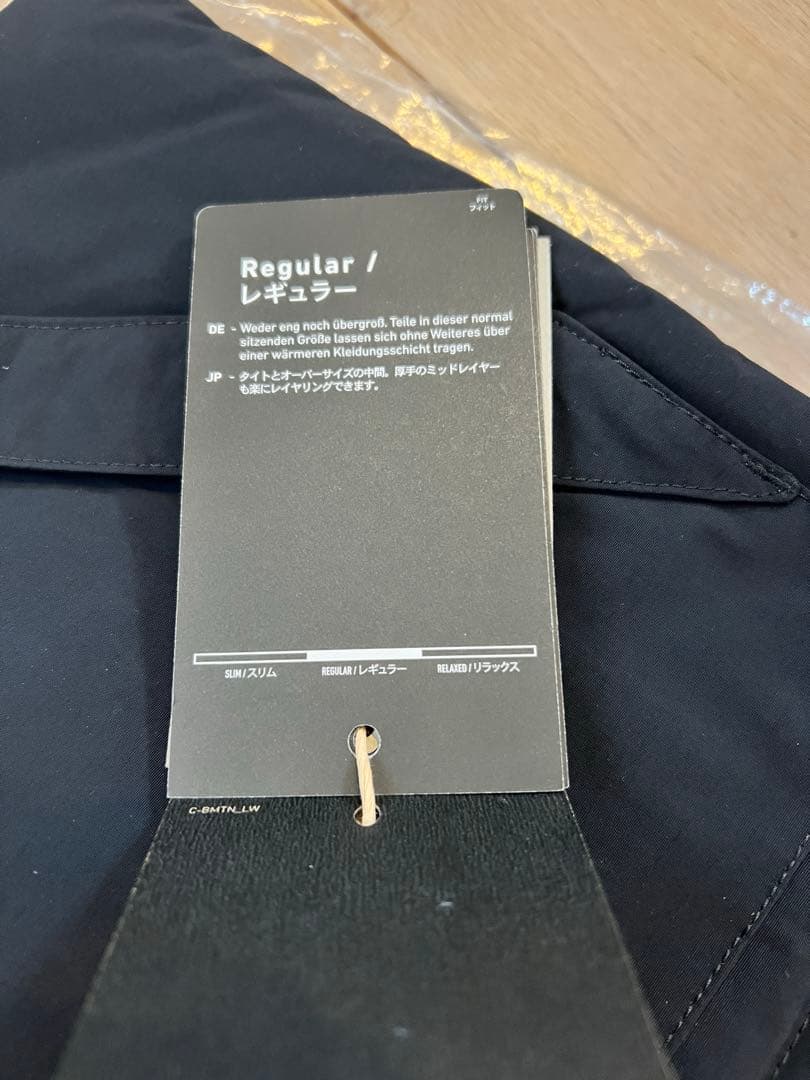 FIT
フィット
Regular /
レギュラー
DE - Weder eng noch übergroß. Teile in dieser normal
sitzenden Größe lassen sich ohne Weiteres über
einer wärmeren Kleidungsschicht tragen.
JP - タイトとオーバーサイズの中間。厚手のミッドレイヤー
も楽にレイヤリングできます。
SLIM / スリム REGULAR / レギュラー RELAXED / リラックス
C-BMTN_LW